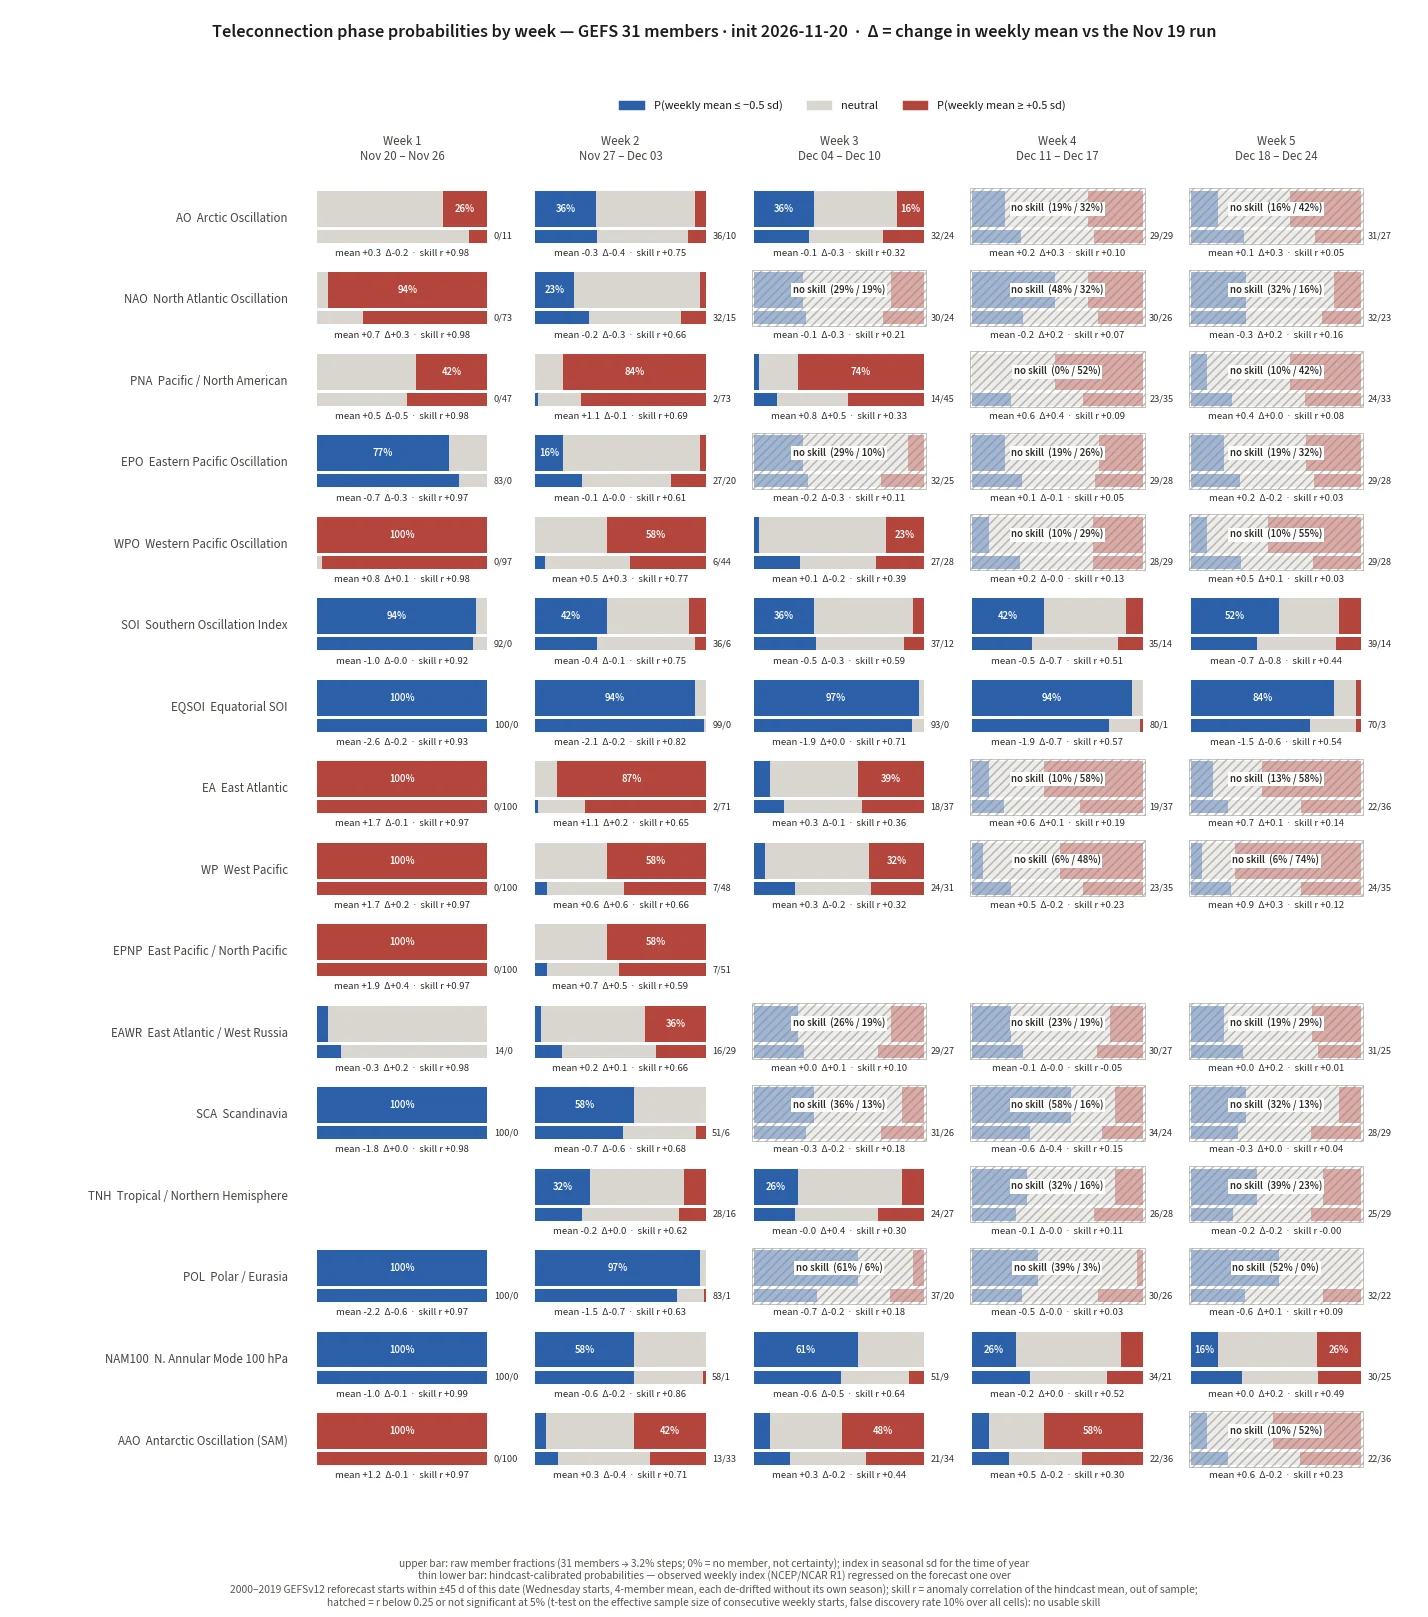 Teleconnection phase probabilities by week — GEFS 31 members · init 2026-11-20 · Δ = change in weekly mean vs the Nov 19 run
P(weekly mean ≤ −0.5 sd) neutral P(weekly mean ≥ +0.5 sd)
Week 1 Week 2 Week 3 Week 4 Week 5
Nov 20 – Nov 26 Nov 27 – Dec 03 Dec 04 – Dec 10 Dec 11 – Dec 17 Dec 18 – Dec 24
AO Arctic Oscillation
26% 36% 36% 16% no skill (19% / 32%) no skill (16% / 42%)
0/11 36/10 32/24 29/29 31/27
mean +0.3 Δ-0.2 · skill r +0.98 mean -0.3 Δ-0.4 · skill r +0.75 mean -0.1 Δ-0.3 · skill r +0.32 mean +0.2 Δ+0.3 · skill r +0.10 mean +0.1 Δ+0.3 · skill r +0.05
NAO North Atlantic Oscillation
94% 23% no skill (29% / 19%) no skill (48% / 32%) no skill (32% / 16%)
0/73 32/15 30/24 30/26 32/23
mean +0.7 Δ+0.3 · skill r +0.98 mean -0.2 Δ-0.3 · skill r +0.66 mean -0.1 Δ-0.3 · skill r +0.21 mean -0.2 Δ+0.2 · skill r +0.07 mean -0.3 Δ+0.2 · skill r +0.16
PNA Pacific / North American
42% 84% 74% no skill (0% / 52%) no skill (10% / 42%)
0/47 2/73 14/45 23/35 24/33
mean +0.5 Δ-0.5 · skill r +0.98 mean +1.1 Δ-0.1 · skill r +0.69 mean +0.8 Δ+0.5 · skill r +0.33 mean +0.6 Δ+0.4 · skill r +0.09 mean +0.4 Δ+0.0 · skill r +0.08
EPO Eastern Pacific Oscillation
77% 16% no skill (29% / 10%) no skill (19% / 26%) no skill (19% / 32%)
83/0 27/20 32/25 29/28 29/28
mean -0.7 Δ-0.3 · skill r +0.97 mean -0.1 Δ-0.0 · skill r +0.61 mean -0.2 Δ-0.3 · skill r +0.11 mean +0.1 Δ-0.1 · skill r +0.05 mean +0.2 Δ-0.2 · skill r +0.03
WPO Western Pacific Oscillation
100% 58% 23% no skill (10% / 29%) no skill (10% / 55%)
0/97 6/44 27/28 28/29 29/28
mean +0.8 Δ+0.1 · skill r +0.98 mean +0.5 Δ+0.3 · skill r +0.77 mean +0.1 Δ-0.2 · skill r +0.39 mean +0.2 Δ-0.0 · skill r +0.13 mean +0.5 Δ+0.1 · skill r +0.03
SOI Southern Oscillation Index
94% 42% 36% 42% 52%
92/0 36/6 37/12 35/14 39/14
mean -1.0 Δ-0.0 · skill r +0.92 mean -0.4 Δ-0.1 · skill r +0.75 mean -0.5 Δ-0.3 · skill r +0.59 mean -0.5 Δ-0.7 · skill r +0.51 mean -0.7 Δ-0.8 · skill r +0.44
EQSOI Equatorial SOI
100% 94% 97% 94% 84%
100/0 99/0 93/0 80/1 70/3
mean -2.6 Δ-0.2 · skill r +0.93 mean -2.1 Δ-0.2 · skill r +0.82 mean -1.9 Δ+0.0 · skill r +0.71 mean -1.9 Δ-0.7 · skill r +0.57 mean -1.5 Δ-0.6 · skill r +0.54
EA East Atlantic
100% 87% 39% no skill (10% / 58%) no skill (13% / 58%)
0/100 2/71 18/37 19/37 22/36
mean +1.7 Δ-0.1 · skill r +0.97 mean +1.1 Δ+0.2 · skill r +0.65 mean +0.3 Δ-0.1 · skill r +0.36 mean +0.6 Δ+0.1 · skill r +0.19 mean +0.7 Δ+0.1 · skill r +0.14
WP West Pacific
100% 58% 32% no skill (6% / 48%) no skill (6% / 74%)
0/100 7/48 24/31 23/35 24/35
mean +1.7 Δ+0.2 · skill r +0.97 mean +0.6 Δ+0.6 · skill r +0.66 mean +0.3 Δ-0.2 · skill r +0.32 mean +0.5 Δ-0.2 · skill r +0.23 mean +0.9 Δ+0.3 · skill r +0.12
EPNP East Pacific / North Pacific
100% 58%
0/100 7/51
mean +1.9 Δ+0.4 · skill r +0.97 mean +0.7 Δ+0.5 · skill r +0.59
EAWR East Atlantic / West Russia
36% no skill (26% / 19%) no skill (23% / 19%) no skill (19% / 29%)
14/0 16/29 29/27 30/27 31/25
mean -0.3 Δ+0.2 · skill r +0.98 mean +0.2 Δ+0.1 · skill r +0.66 mean +0.0 Δ+0.1 · skill r +0.10 mean -0.1 Δ-0.0 · skill r -0.05 mean +0.0 Δ+0.2 · skill r +0.01
SCA Scandinavia
100% 58% no skill (36% / 13%) no skill (58% / 16%) no skill (32% / 13%)
100/0 51/6 31/26 34/24 28/29
mean -1.8 Δ+0.0 · skill r +0.98 mean -0.7 Δ-0.6 · skill r +0.68 mean -0.3 Δ-0.2 · skill r +0.18 mean -0.6 Δ-0.4 · skill r +0.15 mean -0.3 Δ+0.0 · skill r +0.04
TNH Tropical / Northern Hemisphere
32% 26% no skill (32% / 16%) no skill (39% / 23%)
28/16 24/27 26/28 25/29
mean -0.2 Δ+0.0 · skill r +0.62 mean -0.0 Δ+0.4 · skill r +0.30 mean -0.1 Δ-0.0 · skill r +0.11 mean -0.2 Δ-0.2 · skill r -0.00
POL Polar / Eurasia
100% 97% no skill (61% / 6%) no skill (39% / 3%) no skill (52% / 0%)
100/0 83/1 37/20 30/26 32/22
mean -2.2 Δ-0.6 · skill r +0.97 mean -1.5 Δ-0.7 · skill r +0.63 mean -0.7 Δ-0.2 · skill r +0.18 mean -0.5 Δ-0.0 · skill r +0.03 mean -0.6 Δ+0.1 · skill r +0.09
NAM100 N. Annular Mode 100 hPa
100% 58% 61% 26% 16% 26%
100/0 58/1 51/9 34/21 30/25
mean -1.0 Δ-0.1 · skill r +0.99 mean -0.6 Δ-0.2 · skill r +0.86 mean -0.6 Δ-0.5 · skill r +0.64 mean -0.2 Δ+0.0 · skill r +0.52 mean +0.0 Δ+0.2 · skill r +0.49
AAO Antarctic Oscillation (SAM)
100% 42% 48% 58% no skill (10% / 52%)
0/100 13/33 21/34 22/36 22/36
mean +1.2 Δ-0.1 · skill r +0.97 mean +0.3 Δ-0.4 · skill r +0.71 mean +0.3 Δ-0.2 · skill r +0.44 mean +0.5 Δ-0.2 · skill r +0.30 mean +0.6 Δ-0.2 · skill r +0.23
upper bar: raw member fractions (31 members → 3.2% steps; 0% = no member, not certainty); index in seasonal sd for the time of year
thin lower bar: hindcast-calibrated probabilities — observed weekly index (NCEP/NCAR R1) regressed on the forecast one over
2000–2019 GEFSv12 reforecast starts within ±45 d of this date (Wednesday starts, 4-member mean, each de-drifted without its own season); skill r = anomaly correlation of the hindcast mean, out of sample;
hatched = r below 0.25 or not significant at 5% (t-test on the effective sample size of consecutive weekly starts, false discovery rate 10% over all cells): no usable skill